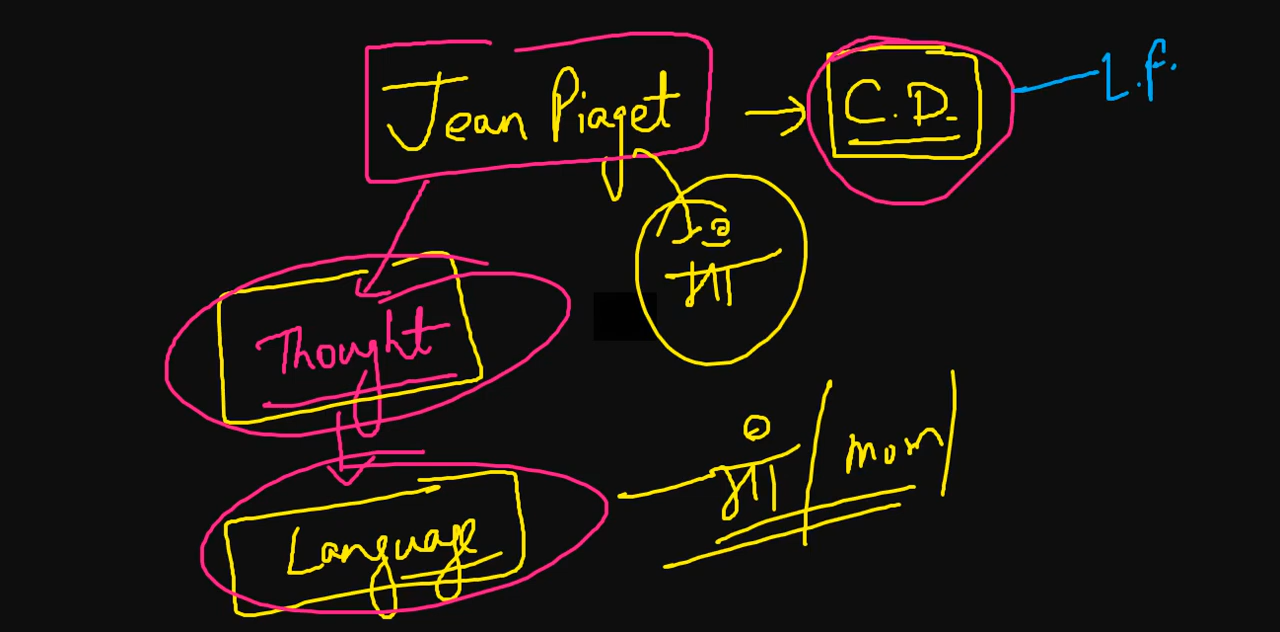 Jean Piaget → C.D. L.f.
माँ
Thought
माँ / mom
Language